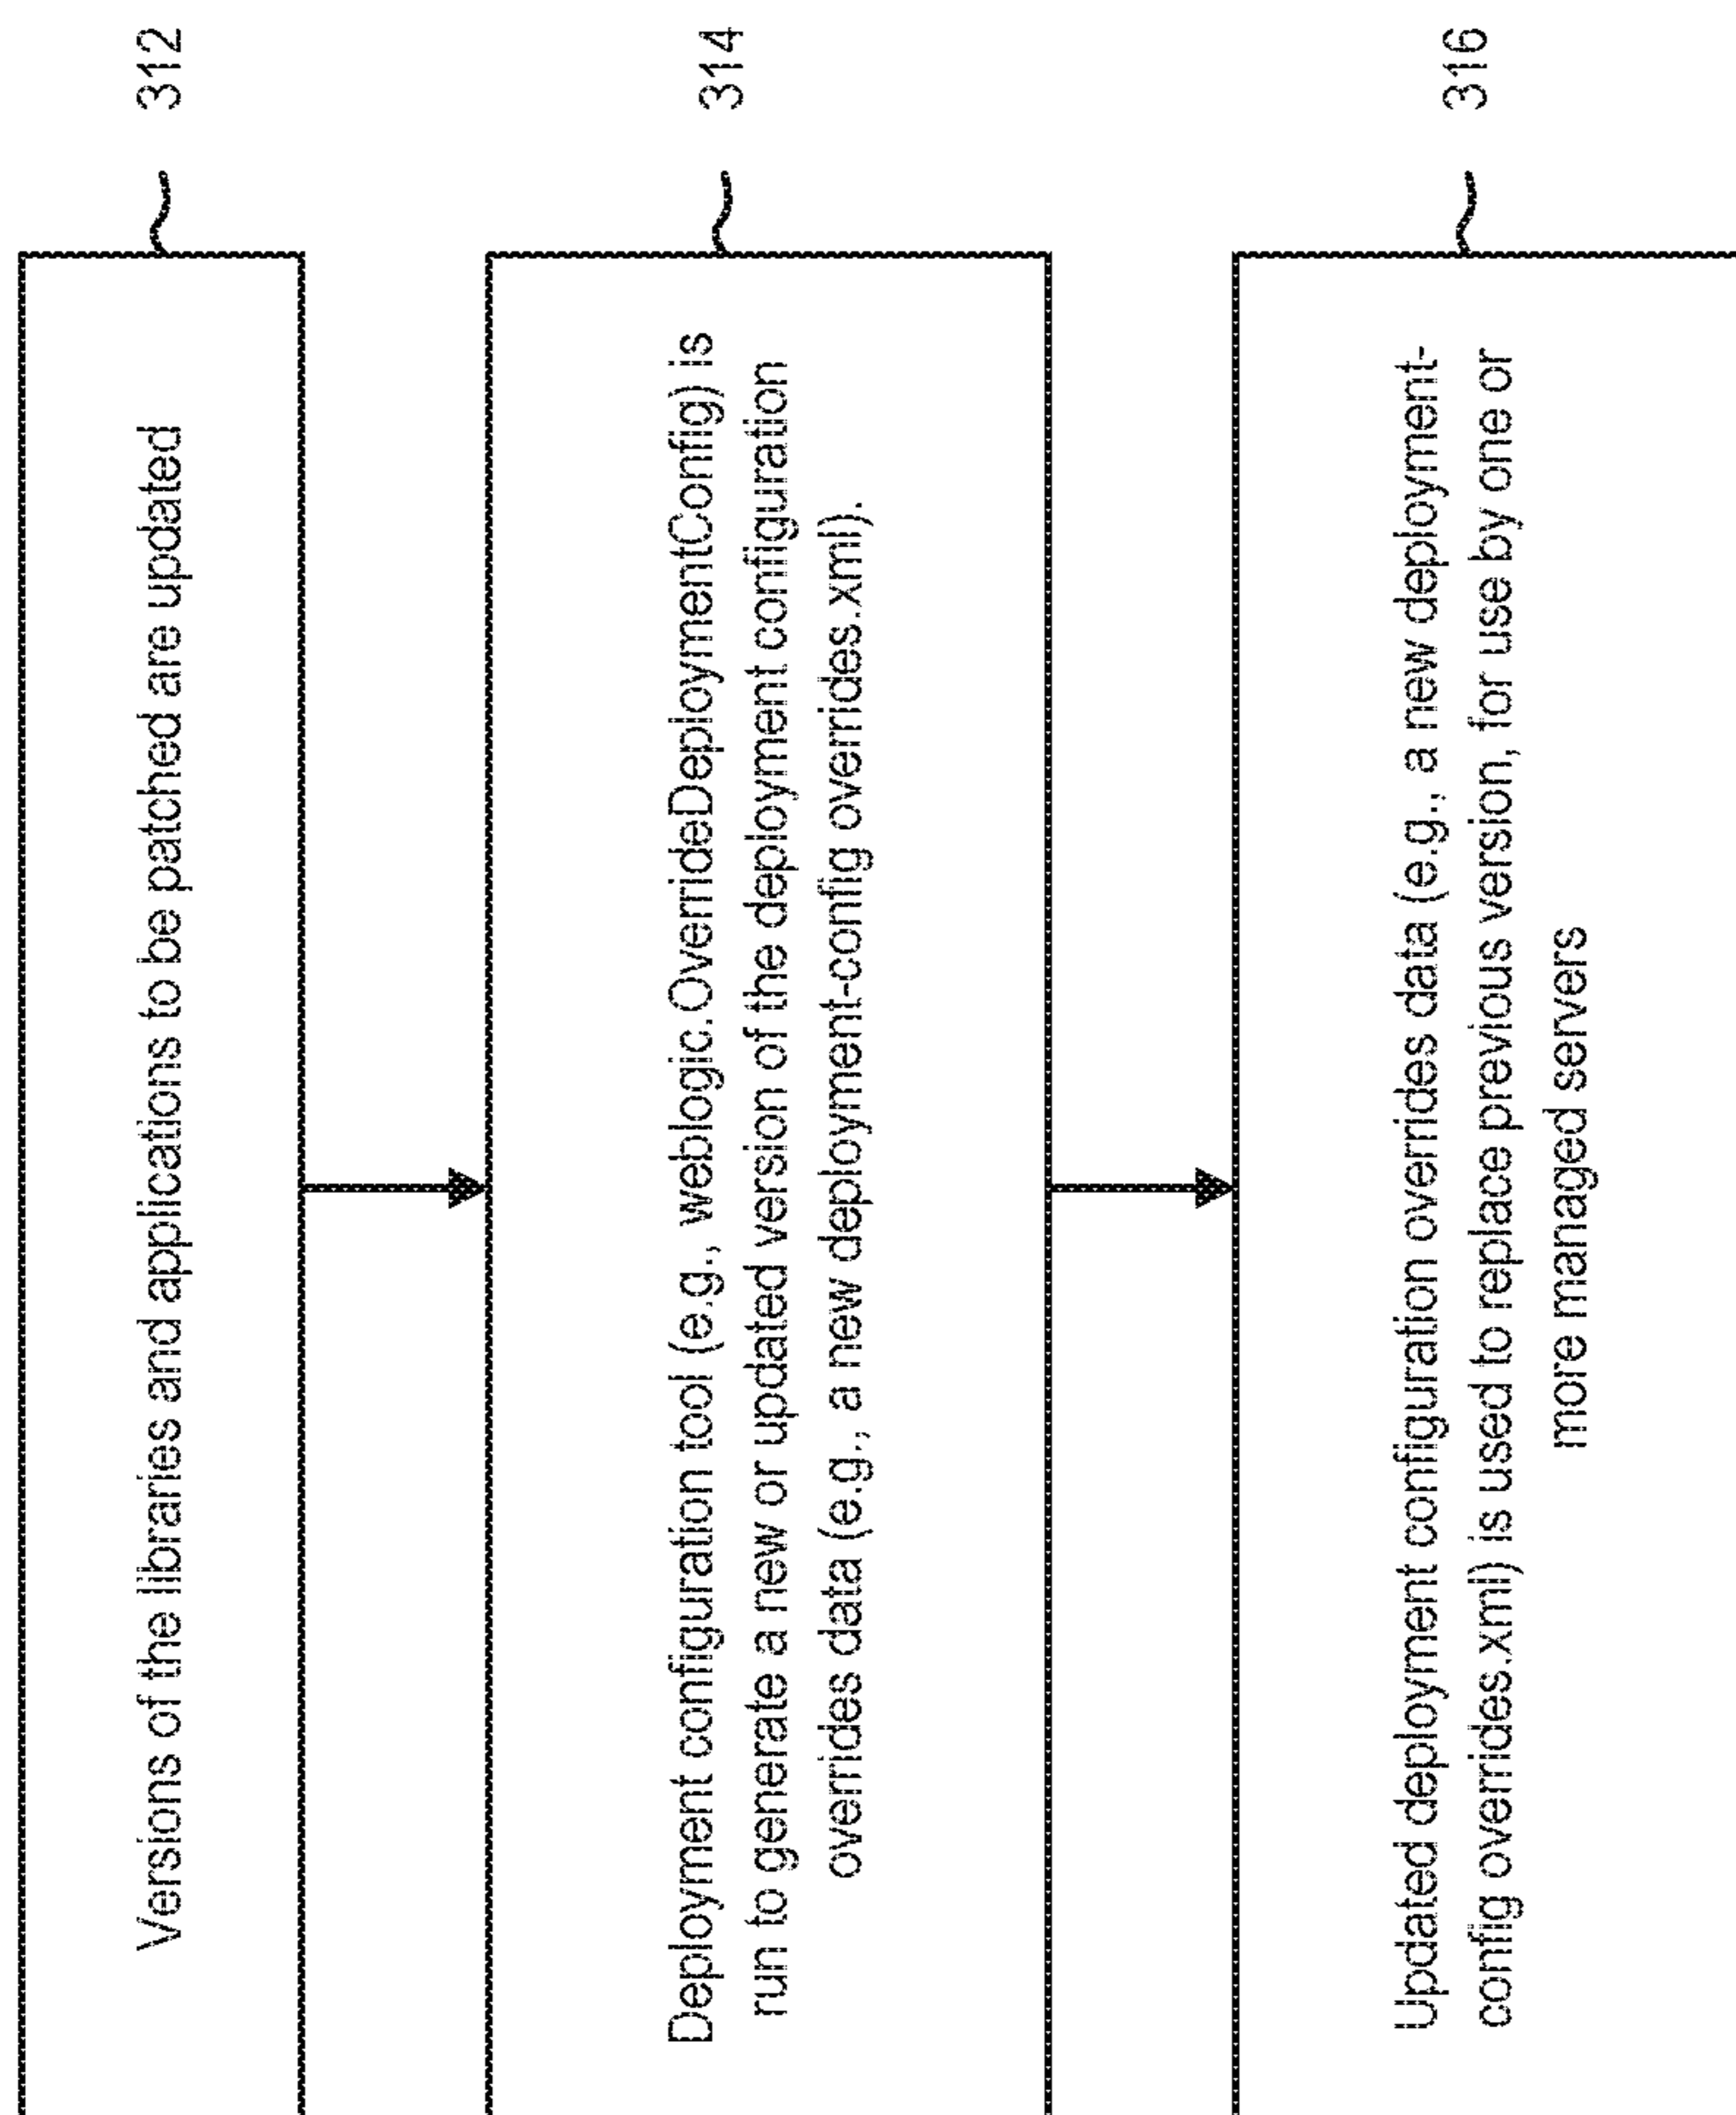 Versions of the libraries and applications to be patched are updated
312
Deployment configuration tool (e.g., weblogic.OverrideDeploymentConfig) is
run to generate a new or updated version of the deployment configuration
overrides data (e.g., a new deployment-config overrides.xml).
314
Updated deployment configuration overrides data (e.g., a new deployment-
config overrides.xml) is used to replace previous version, for use by one or
more managed servers
316